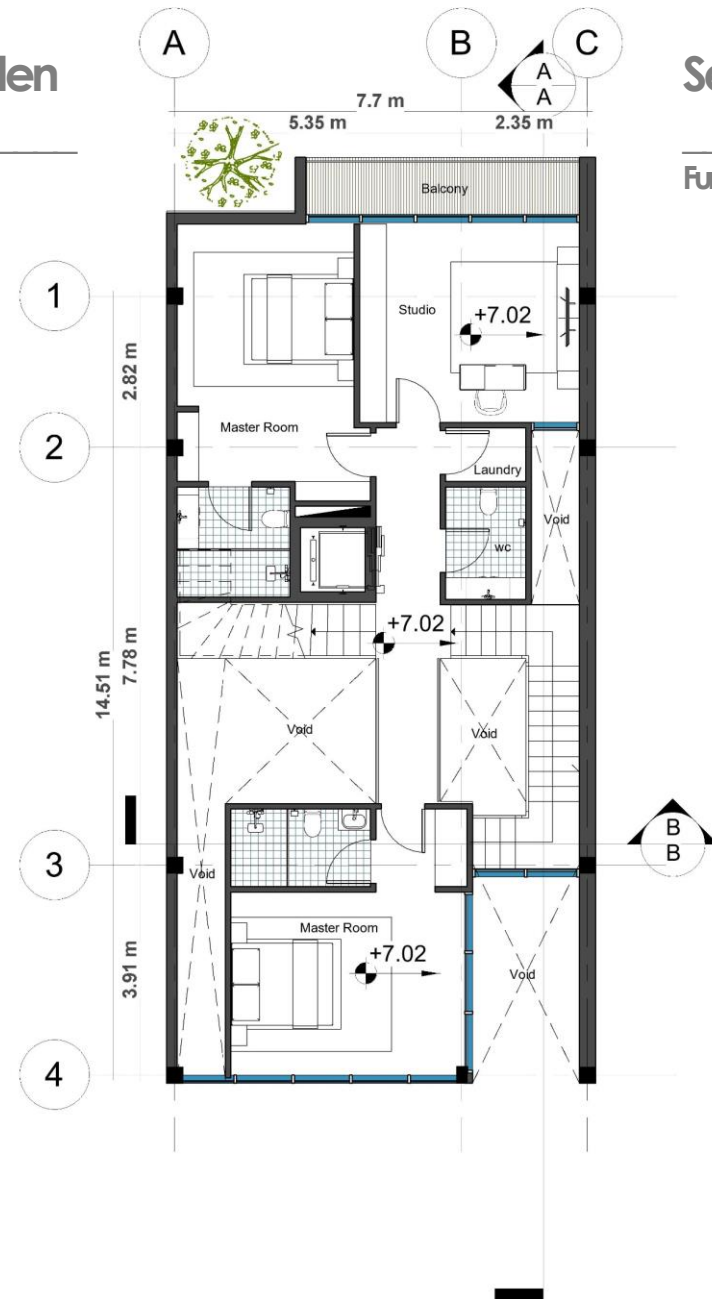 len
So
Fu
A
B
C
A
A
7.7 m
5.35 m
2.35 m
Balcony
1
Studio
+7.02
2.82 m
2
Master Room
Laundry
Void
wc
+7.02
14.51 m
7.78 m
Void
Void
B
B
3
Void
Master Room
+7.02
Void
3.91 m
4